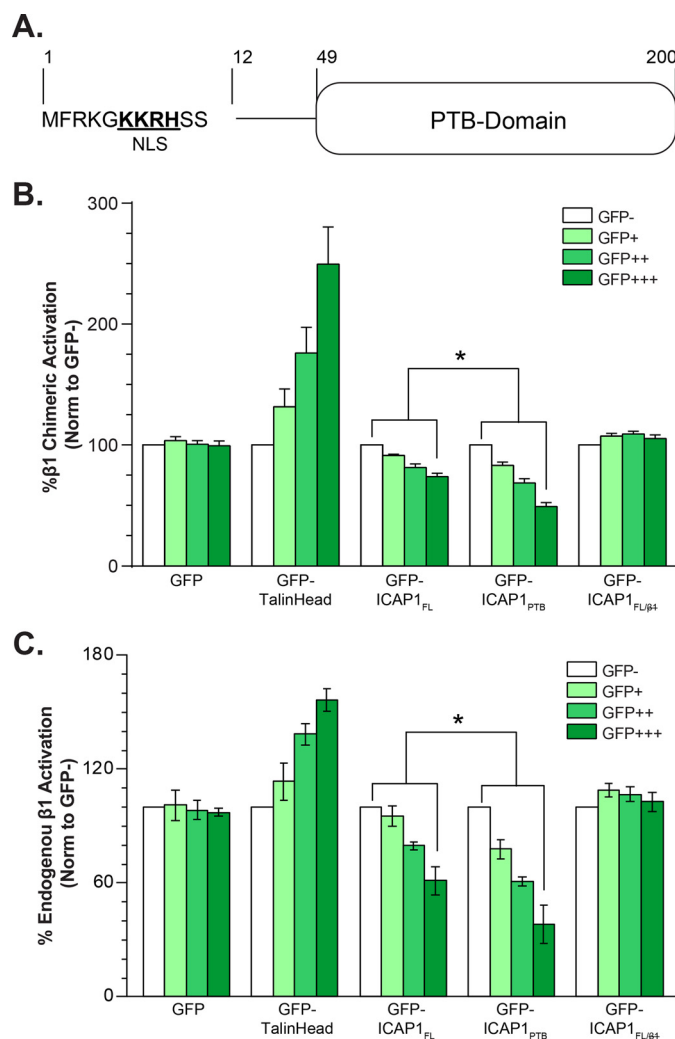 A.
1 12 49 200
MFRKGKKRHSS
NLS
PTB-Domain
B.
%β1 Chimeric Activation
(Norm to GFP-)
300
200
100
0
GFP-
GFP+
GFP++
GFP+++
*
GFP
GFP-
TalinHead
GFP-
ICAP1FL
GFP-
ICAP1PTB
GFP-
ICAP1FL/β1
C.
% Endogenou β1 Activation
(Norm to GFP-)
180
120
60
0
GFP-
GFP+
GFP++
GFP+++
*
GFP
GFP-
TalinHead
GFP-
ICAP1FL
GFP-
ICAP1PTB
GFP-
ICAP1FL/β1